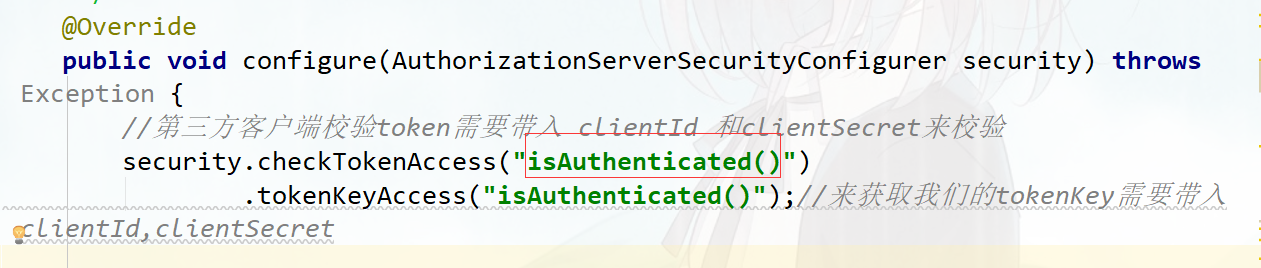 @Override
public void configure(AuthorizationServerSecurityConfigurer security) throws
Exception {
//第三方客户端校验token需要带入 clientId 和clientSecret来校验
security.checkTokenAccess("isAuthenticated()")
.tokenKeyAccess("isAuthenticated()");//来获取我们的tokenKey需要带入
clientId,clientSecret